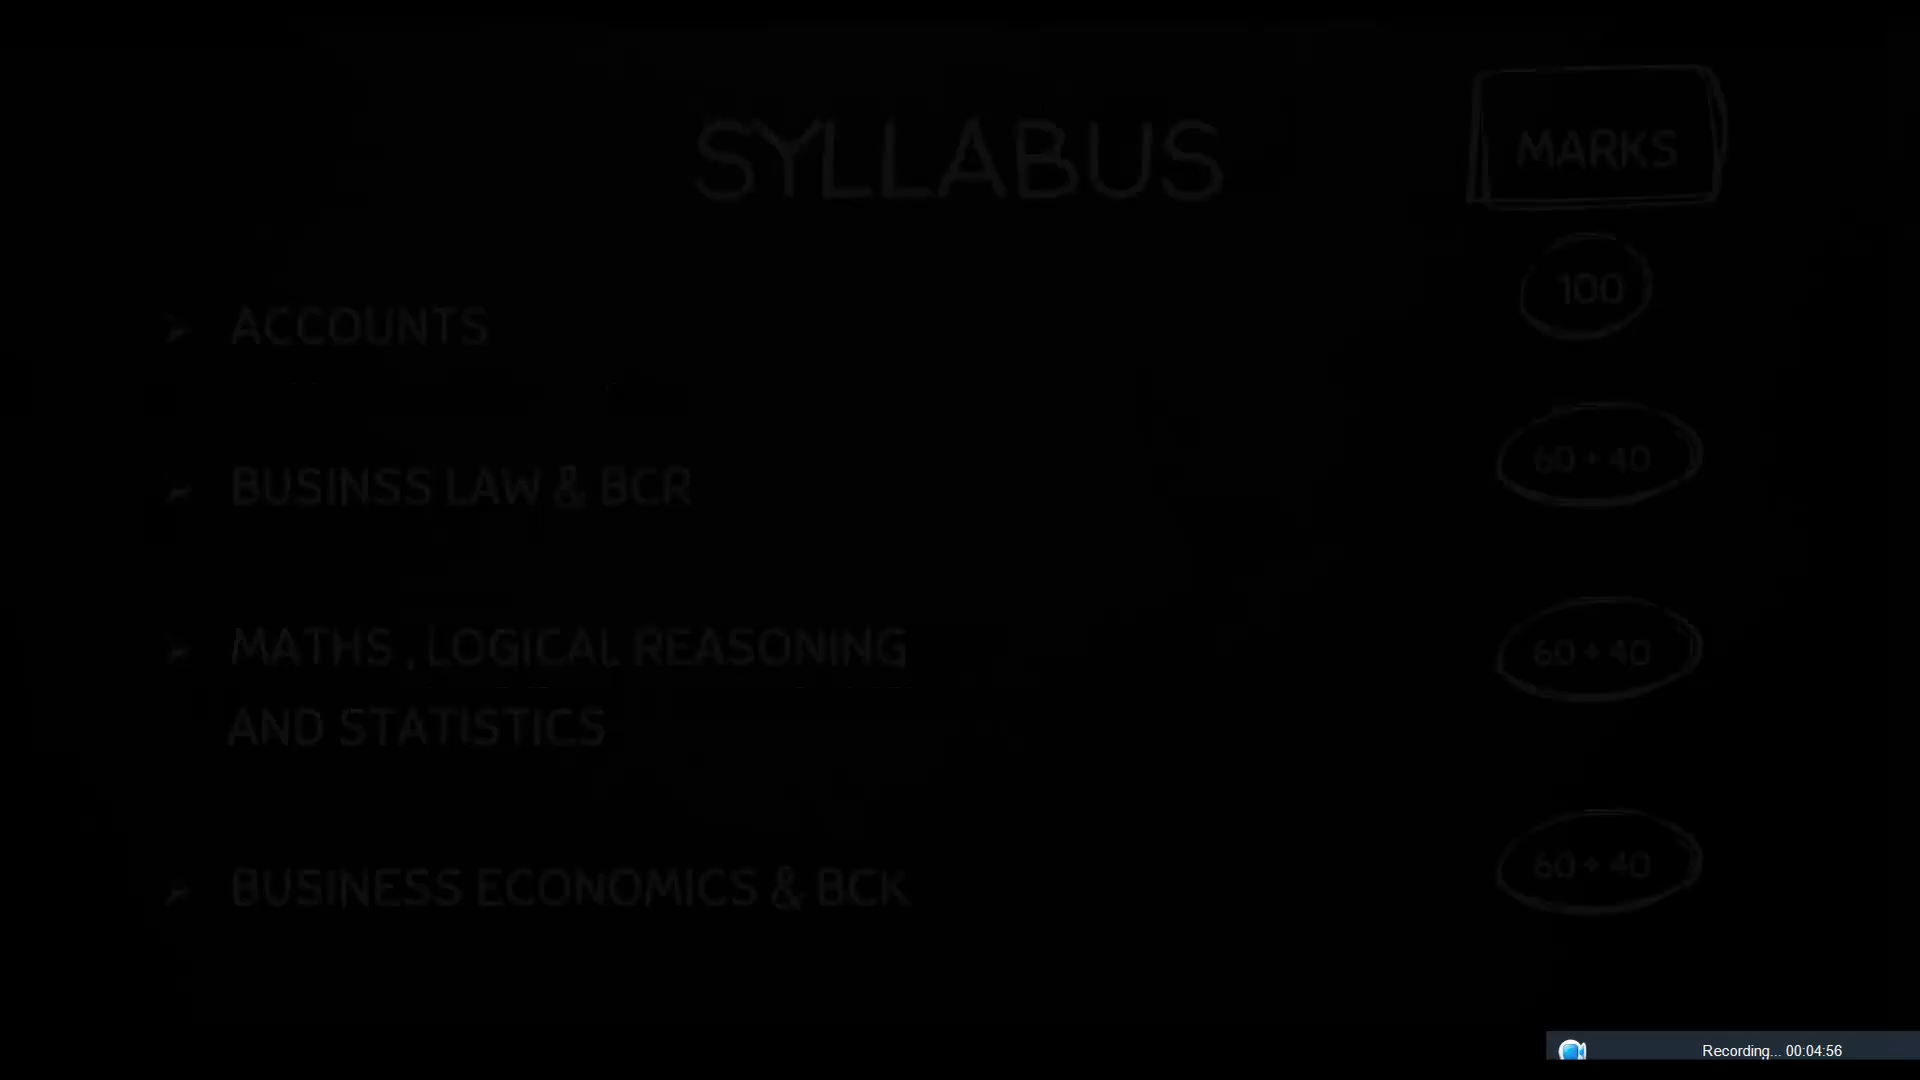 SYLLABUS
MARKS
100
ACCOUNTS
60 + 40
BUSINSS LAW & BCR
MATHS , LOGICAL REASONING
60 + 40
AND STATISTICS
60 + 40
BUSINESS ECONOMICS & BCK
Recording... 00:04:56